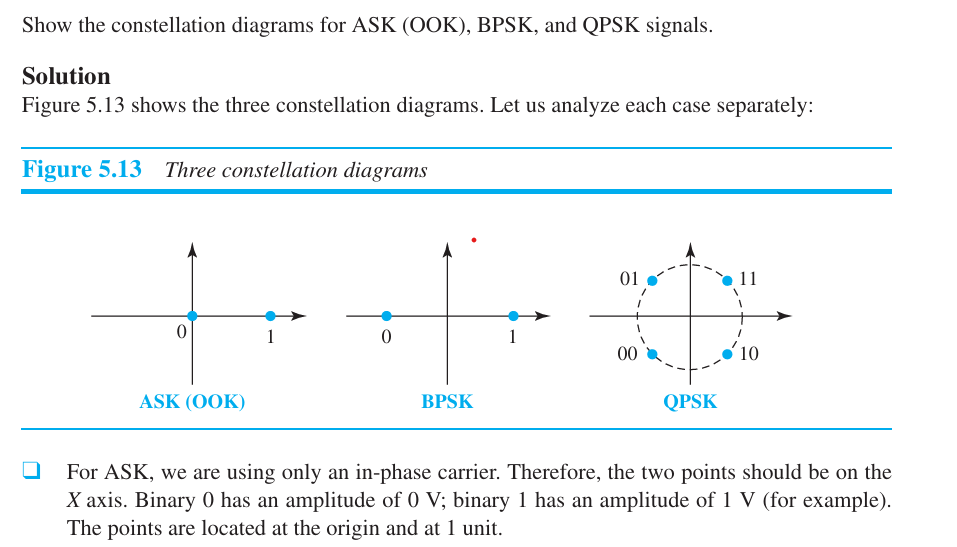 Show the constellation diagrams for ASK (OOK), BPSK, and QPSK signals.
Solution
Figure 5.13 shows the three constellation diagrams. Let us analyze each case separately:
Figure 5.13 Three constellation diagrams
01 11
0 1 0 1
00 10
ASK (OOK) BPSK QPSK
❑ For ASK, we are using only an in-phase carrier. Therefore, the two points should be on the
X axis. Binary 0 has an amplitude of 0 V; binary 1 has an amplitude of 1 V (for example).
The points are located at the origin and at 1 unit.